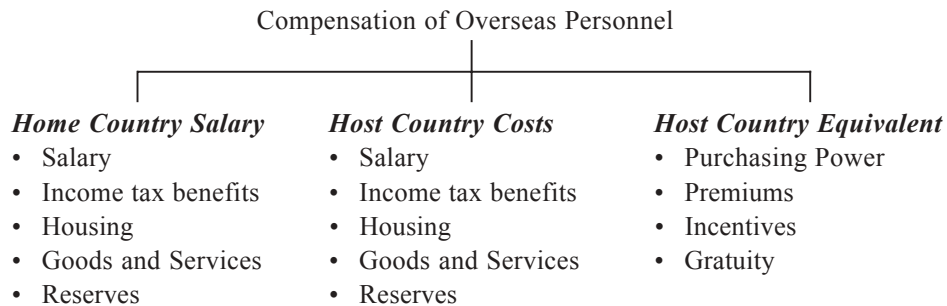 Compensation of Overseas Personnel
Home Country Salary
• Salary
• Income tax benefits
• Housing
• Goods and Services
• Reserves
Host Country Costs
• Salary
• Income tax benefits
• Housing
• Goods and Services
• Reserves
Host Country Equivalent
• Purchasing Power
• Premiums
• Incentives
• Gratuity